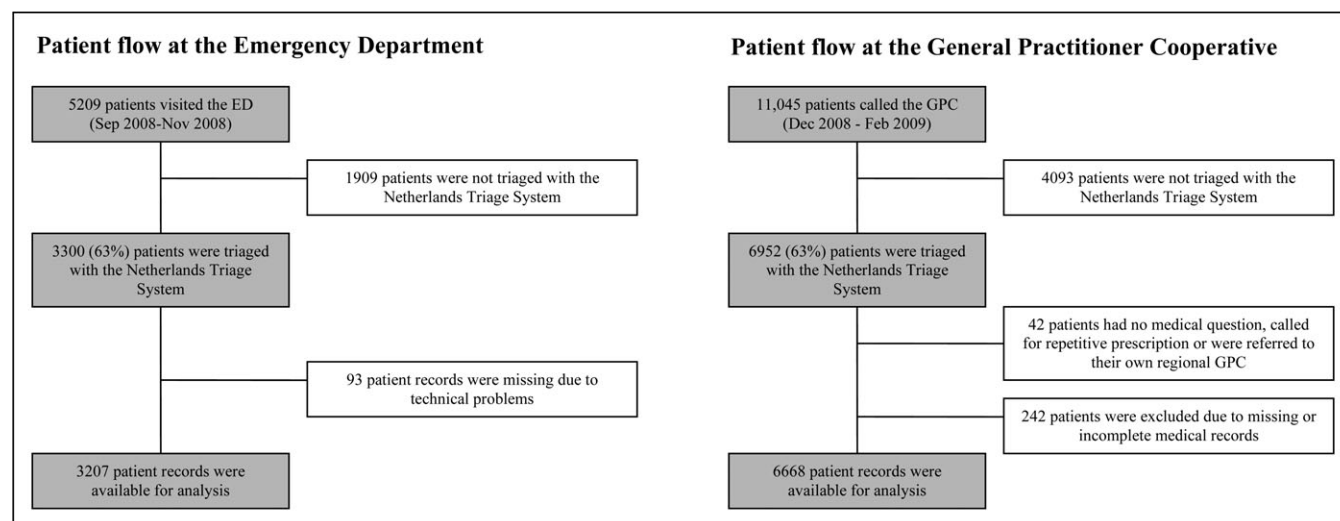 Patient flow at the Emergency Department
5209 patients visited the ED
(Sep 2008-Nov 2008)
1909 patients were not triaged with the
Netherlands Triage System
3300 (63%) patients were triaged
with the Netherlands Triage
System
93 patient records were missing due to
technical problems
3207 patient records were
available for analysis
Patient flow at the General Practitioner Cooperative
11,045 patients called the GPC
(Dec 2008 - Feb 2009)
4093 patients were not triaged with the
Netherlands Triage System
6952 (63%) patients were triaged
with the Netherlands Triage
System
42 patients had no medical question, called
for repetitive prescription or were referred to
their own regional GPC
242 patients were excluded due to missing or
incomplete medical records
6668 patient records were
available for analysis